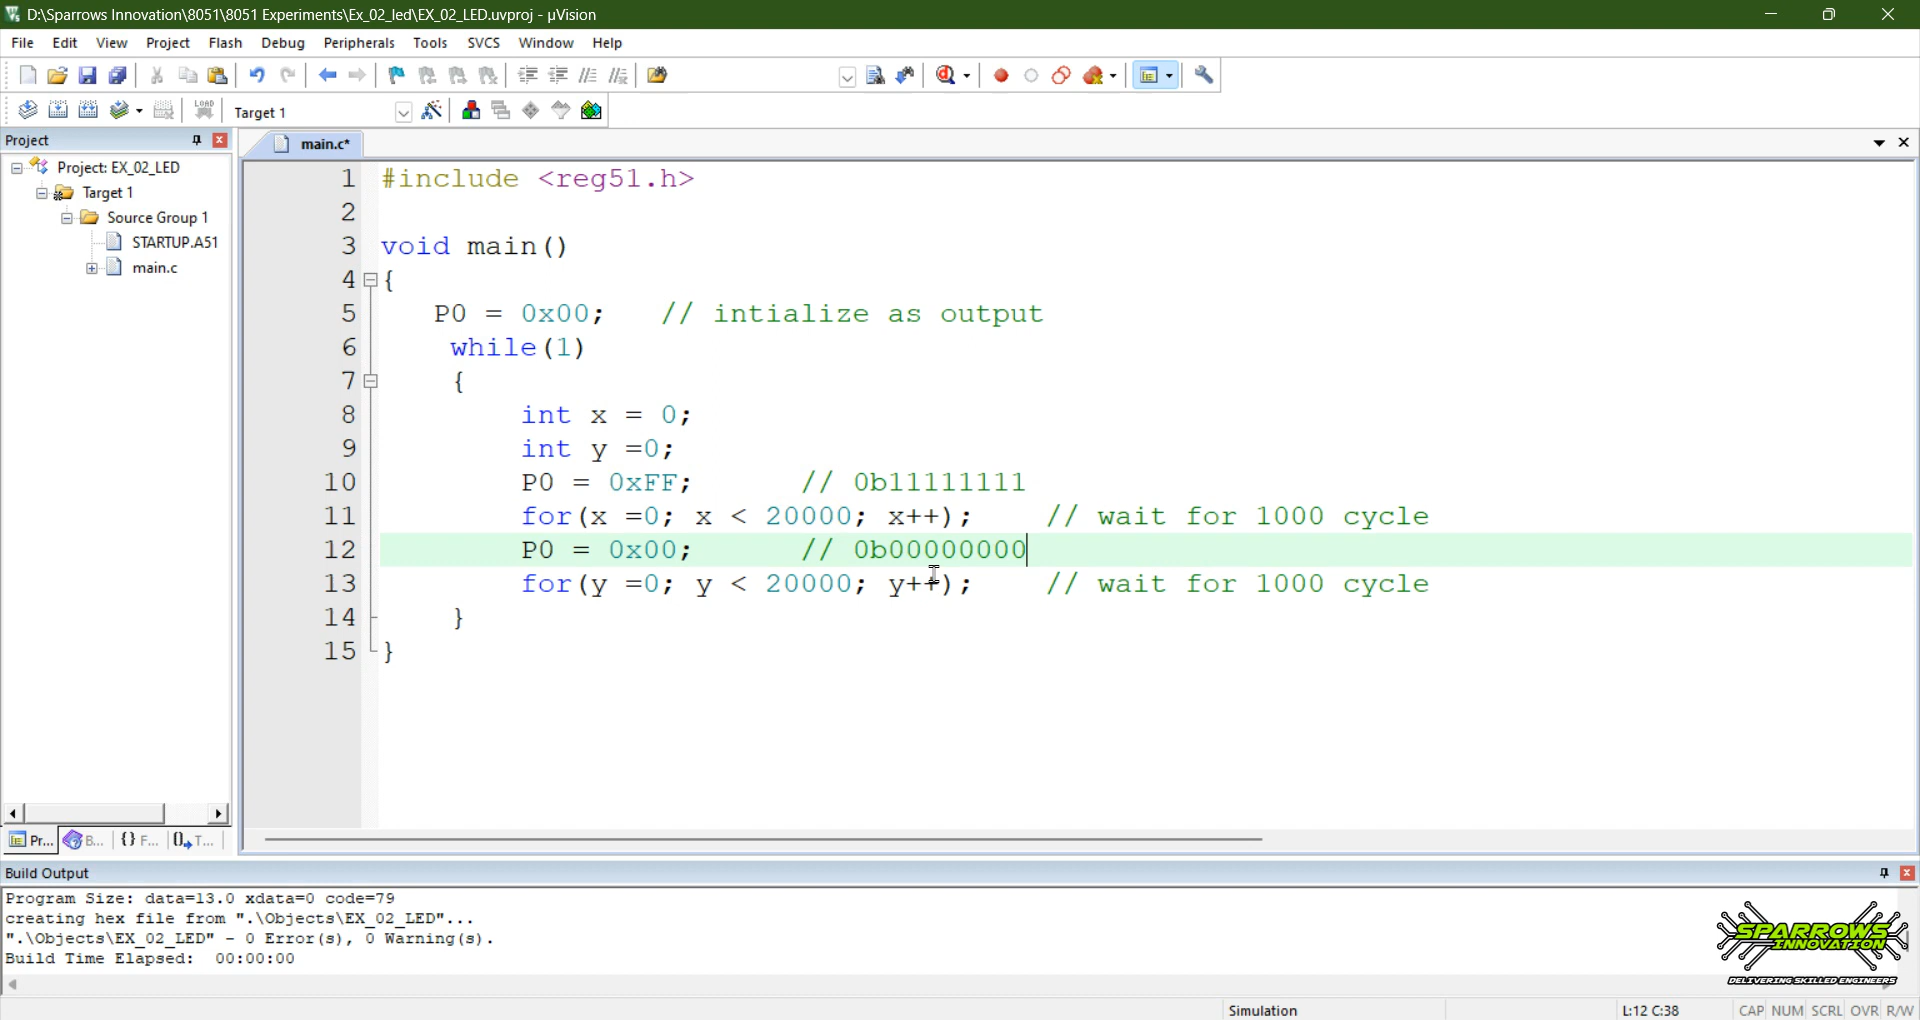 D:\Sparrows Innovation\8051\8051 Experiments\Ex_02_led\EX_02_LED.uvproj - µVision
File Edit View Project Flash Debug Peripherals Tools SVCS Window Help
LOAD Target 1
Project
main.c*
Project: EX_02_LED
Target 1
Source Group 1
STARTUP.A51
main.c
1 #include <reg51.h>
2
3 void main()
4 {
5 P0 = 0x00; // intialize as output
6 while(1)
7 {
8 int x = 0;
9 int y =0;
10 P0 = 0xFF; // 0b11111111
11 for(x =0; x < 20000; x++); // wait for 1000 cycle
12 P0 = 0x00; // 0b00000000
13 for(y =0; y < 20000; y++); // wait for 1000 cycle
14 }
15 }
Pr... B... {} F... {}. T...
Build Output
Program Size: data=13.0 xdata=0 code=79
creating hex file from ".\Objects\EX_02_LED"...
".\Objects\EX_02_LED" - 0 Error(s), 0 Warning(s).
Build Time Elapsed: 00:00:00
SPARROWS
INNOVATION
DELIVERING SKILLED ENGINEERS
Simulation L:12 C:38 CAP NUM SCRL OVR R/W